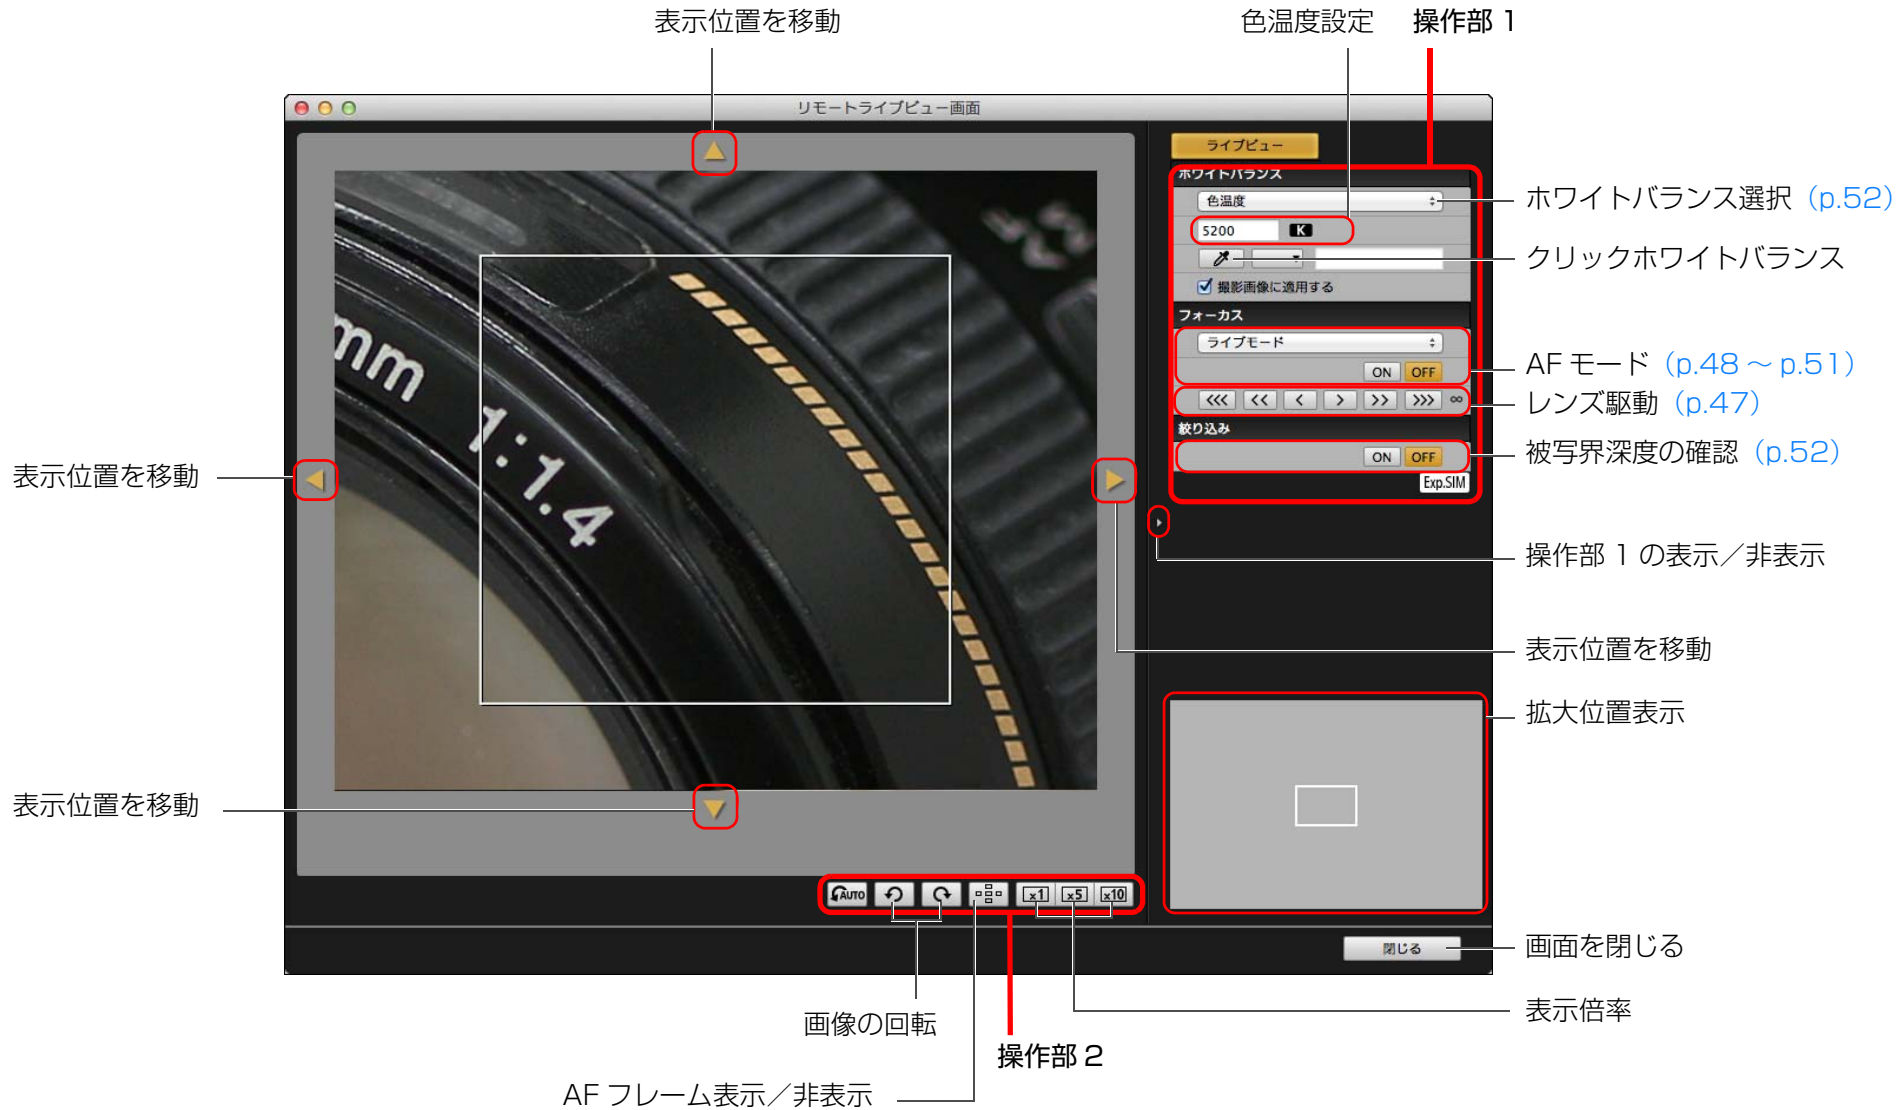 表示位置を移動
色温度設定
操作部 1
リモートライブビュー画面
ライブビュー
ホワイトバランス
色温度
ホワイトバランス選択（p.52）
5200 K
クリックホワイトバランス
撮影画像に適用する
フォーカス
ライブモード
ON OFF
AF モード（p.48 ～ p.51）
<<< << < > >> >>> ∞
レンズ駆動（p.47）
絞り込み
ON OFF
被写界深度の確認（p.52）
Exp.SIM
mm 1:1.4
表示位置を移動
操作部 1 の表示／非表示
表示位置を移動
拡大位置表示
表示位置を移動
AUTO x1 x5 x10
閉じる
画面を閉じる
画像の回転
表示倍率
操作部 2
AF フレーム表示／非表示